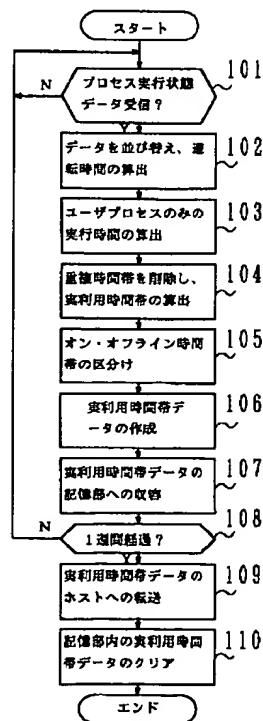 スタート
N
プロセス実行状態
データ受信？
101
Y
データを並び替え、運
転時間の算出
102
ユーザプロセスのみの
実行時間の算出
103
重複時間帯を削除し、
実利用時間帯の算出
104
オン・オフライン時間
帯の区分け
105
実利用時間帯デー
タの作成
106
実利用時間帯データの
記憶部への収容
107
N
1週間経過？
108
Y
実利用時間帯データの
ホストへの転送
109
記憶部内の実利用時間
帯データのクリア
110
エンド